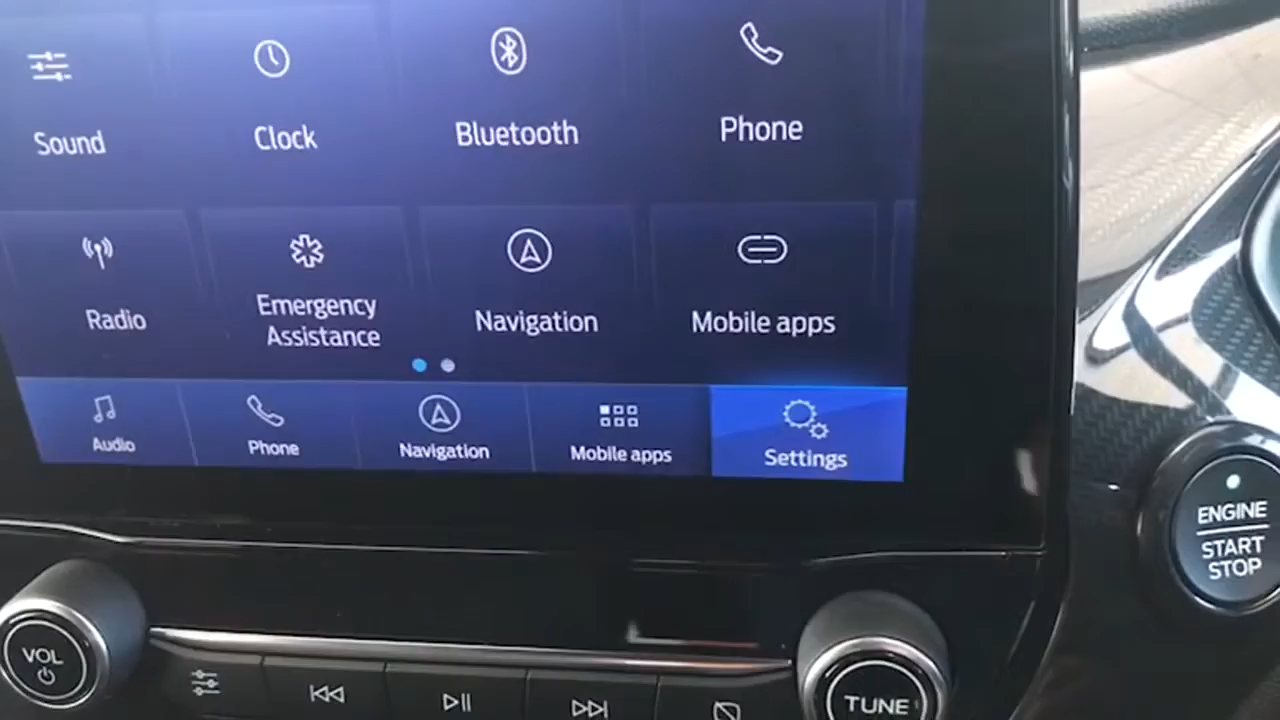 Sound
Clock
Bluetooth
Phone
Radio
Emergency
Assistance
Navigation
Mobile apps
Audio
Phone
Navigation
Mobile apps
Settings
ENGINE
START
STOP
VOL
TUNE